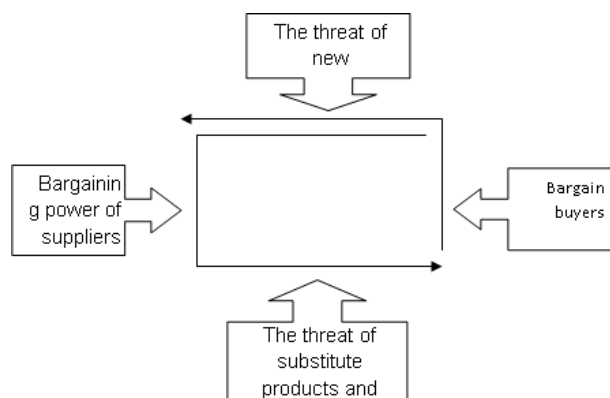 The threat of
new
Bargainin
g power of
suppliers
Bargain
buyers
The threat of
substitute
products and